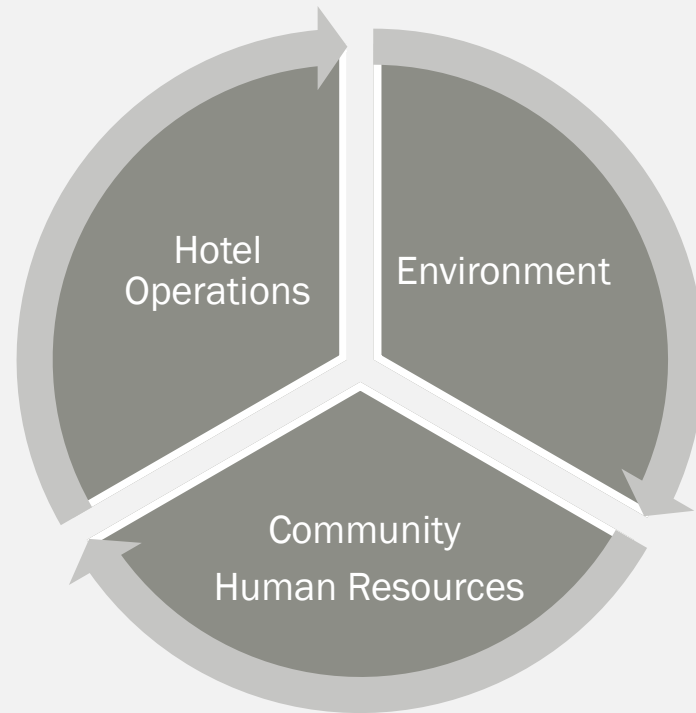 Hotel
Operations
Environment
Community
Human Resources